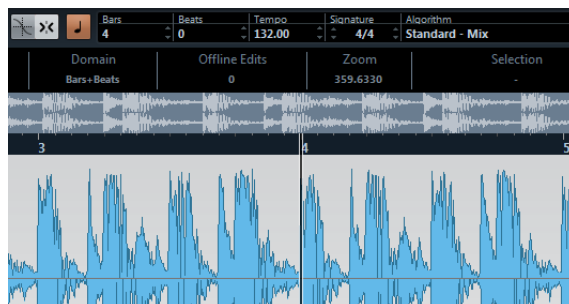 Bars Beats Tempo Signature Algorithm
4 0 132.00 4/4 Standard - Mix
Domain Offline Edits Zoom Selection
Bars+Beats 0 359.6330 -
3 4 5